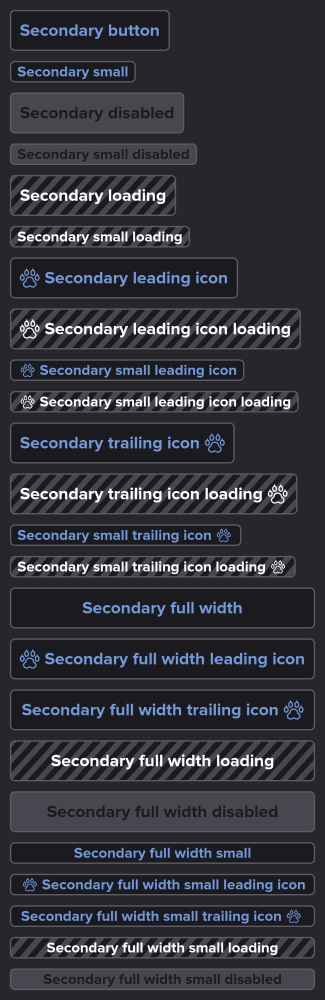 Secondary button
Secondary small
Secondary disabled
Secondary small disabled
Secondary loading
Secondary small loading
Secondary leading icon
Secondary leading icon loading
Secondary small leading icon
Secondary small leading icon loading
Secondary trailing icon
Secondary trailing icon loading
Secondary small trailing icon
Secondary small trailing icon loading
Secondary full width
Secondary full width leading icon
Secondary full width trailing icon
Secondary full width loading
Secondary full width disabled
Secondary full width small
Secondary full width small leading icon
Secondary full width small trailing icon
Secondary full width small loading
Secondary full width small disabled